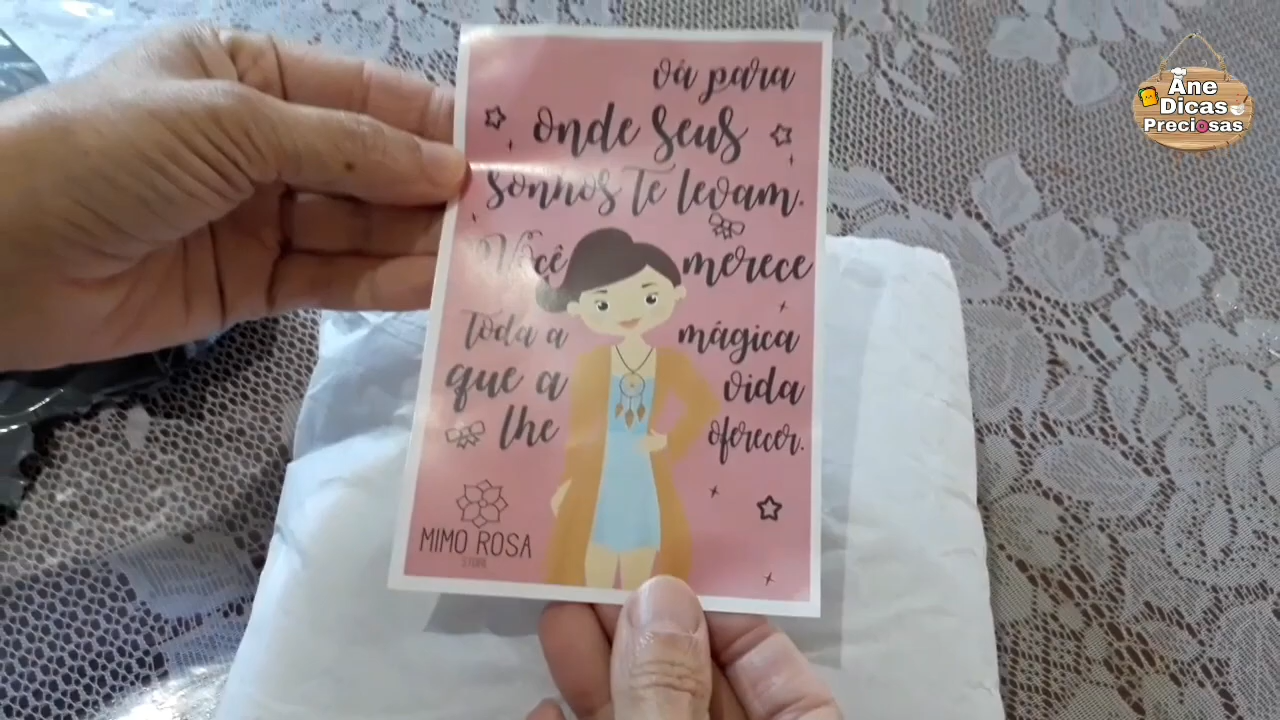 vá para
onde seus
sonhos te levam.
Você merece
toda a mágica
que a vida
lhe oferecer.
MIMO ROSA
STORE
Ane
Dicas
Preciosas